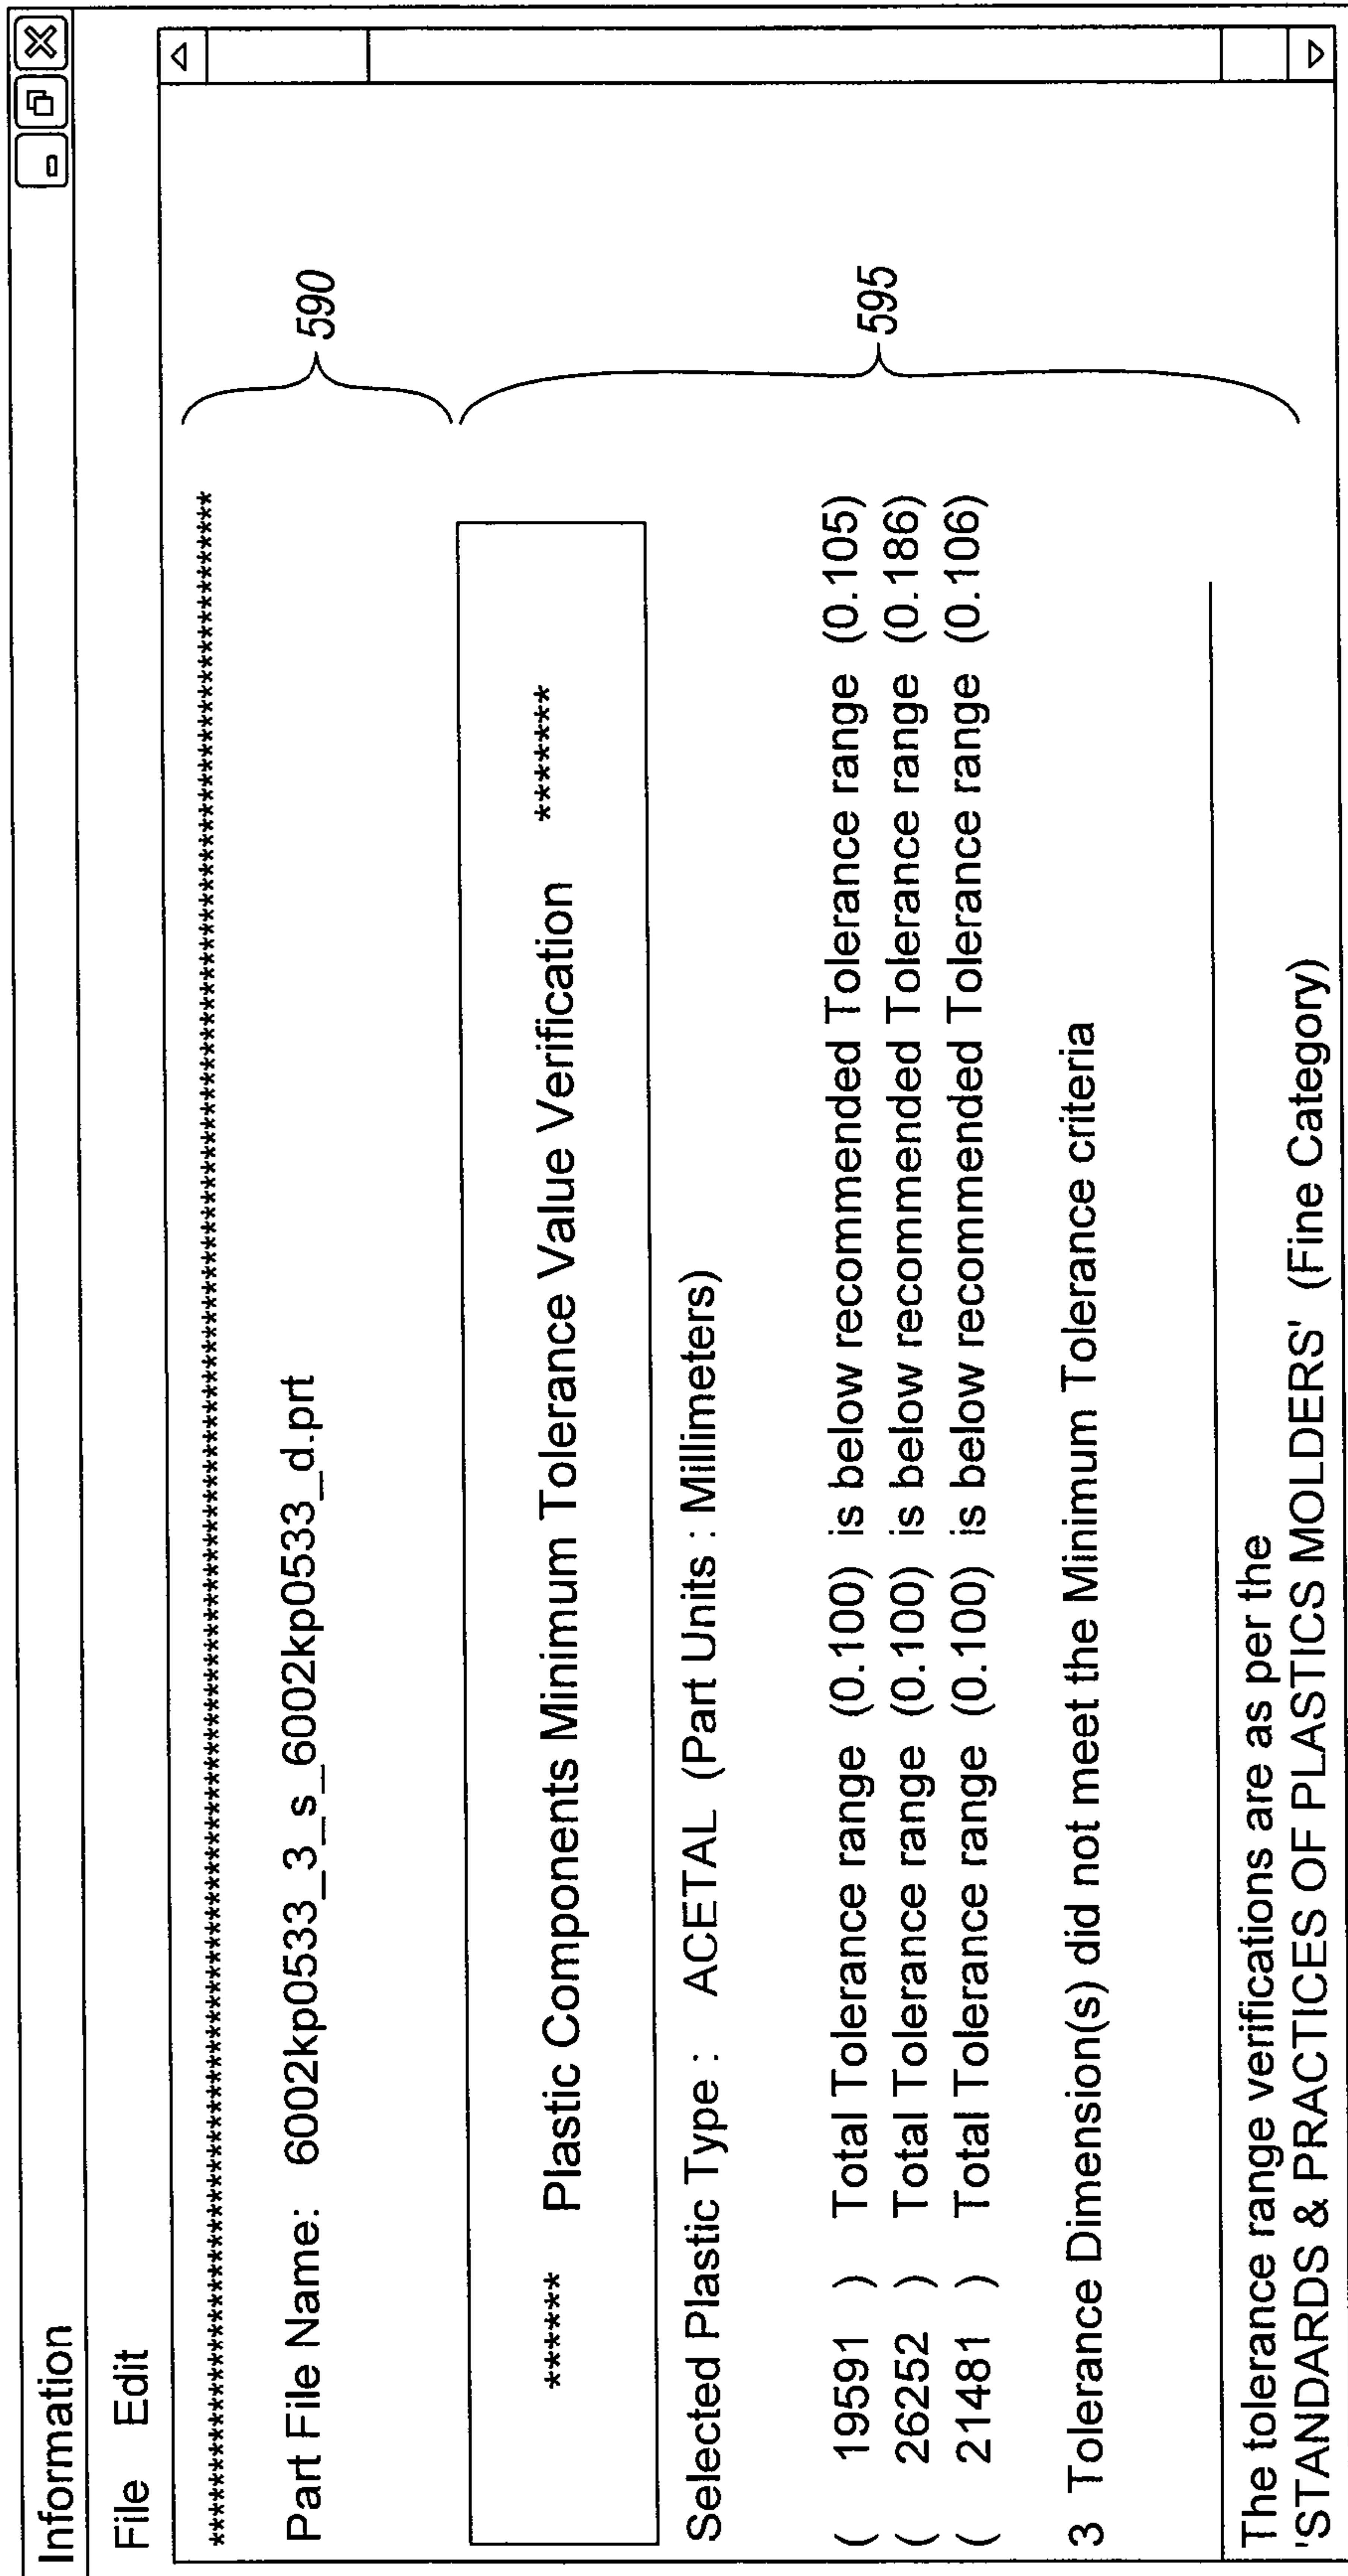 Information
File Edit
******************************************************************************************
Part File Name: 6002kp0533_3_s_6002kp0533_d.prt
590
****** Plastic Components Minimum Tolerance Value Verification *******
Selected Plastic Type : ACETAL (Part Units : Millimeters)
( 19591 ) Total Tolerance range (0.100) is below recommended Tolerance range (0.105)
( 26252 ) Total Tolerance range (0.100) is below recommended Tolerance range (0.186)
( 21481 ) Total Tolerance range (0.100) is below recommended Tolerance range (0.106)
595
3 Tolerance Dimension(s) did not meet the Minimum Tolerance criteria
The tolerance range verifications are as per the
'STANDARDS & PRACTICES OF PLASTICS MOLDERS' (Fine Category)